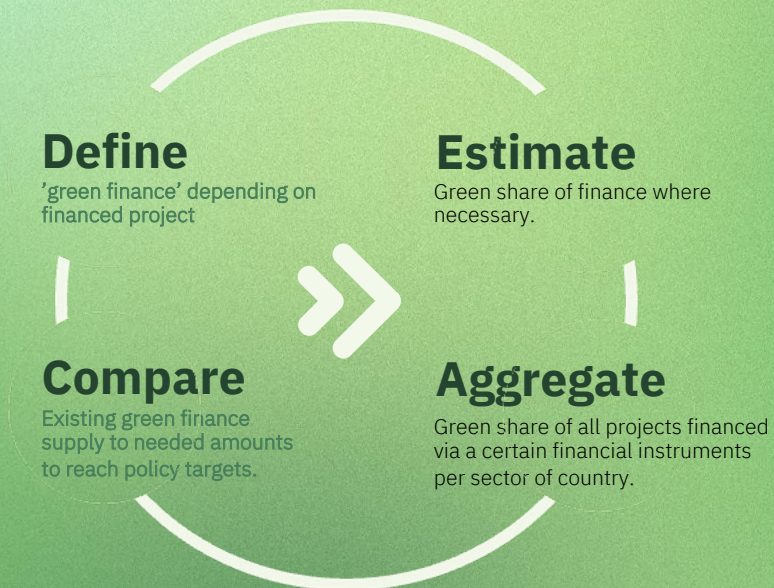 Define
’green finance’ depending on
financed project
Estimate
Green share of finance where
necessary.
Compare
Existing green finance
supply to needed amounts
to reach policy targets.
Aggregate
Green share of all projects financed
via a certain financial instruments
per sector of country.